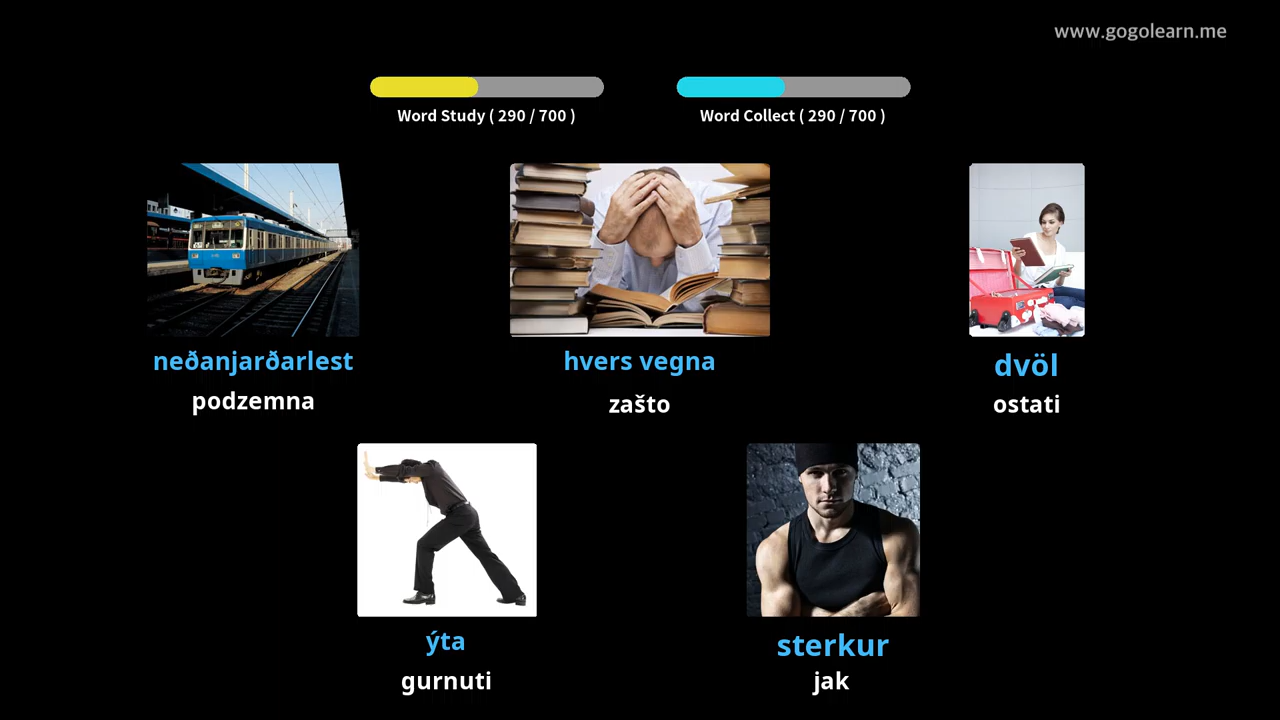 www.gogolearn.me
Word Study ( 290 / 700 )
Word Collect ( 290 / 700 )
neðanjarðarlest
podzemna
hvers vegna
zašto
dvöl
ostati
ýta
gurnuti
sterkur
jak